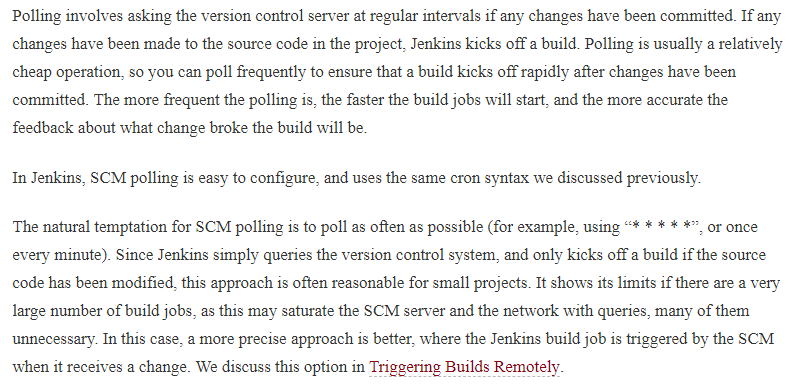 Polling involves asking the version control server at regular intervals if any changes have been committed. If any
changes have been made to the source code in the project, Jenkins kicks off a build. Polling is usually a relatively
cheap operation, so you can poll frequently to ensure that a build kicks off rapidly after changes have been
committed. The more frequent the polling is, the faster the build jobs will start, and the more accurate the
feedback about what change broke the build will be.
In Jenkins, SCM polling is easy to configure, and uses the same cron syntax we discussed previously.
The natural temptation for SCM polling is to poll as often as possible (for example, using “* * * * *”, or once
every minute). Since Jenkins simply queries the version control system, and only kicks off a build if the source
code has been modified, this approach is often reasonable for small projects. It shows its limits if there are a very
large number of build jobs, as this may saturate the SCM server and the network with queries, many of them
unnecessary. In this case, a more precise approach is better, where the Jenkins build job is triggered by the SCM
when it receives a change. We discuss this option in Triggering Builds Remotely.